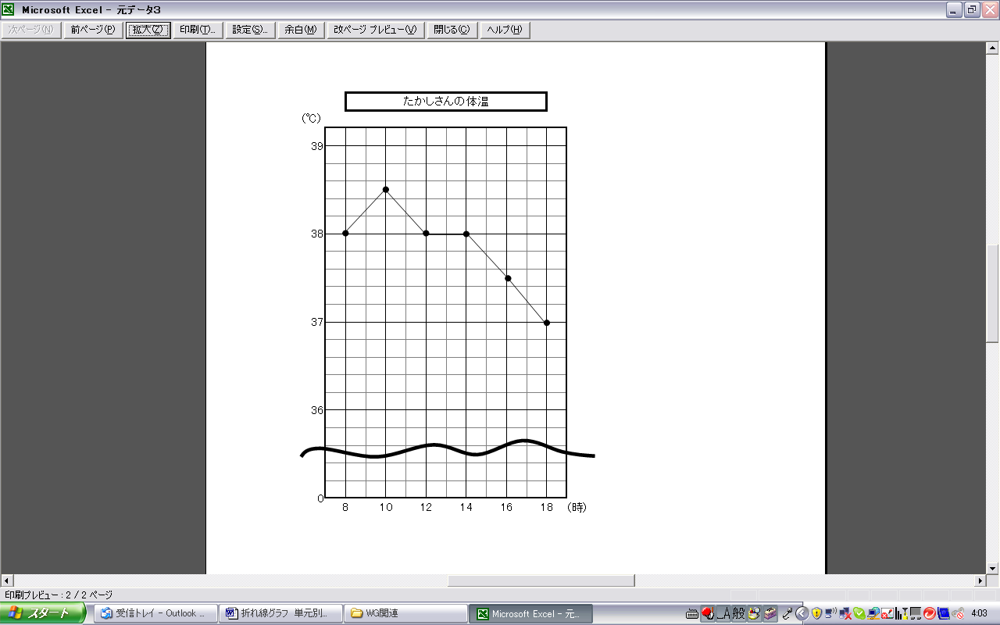 Microsoft Excel - 元データ3
次ページ(N) 前ページ(P) 拡大(Z) 印刷(T)... 設定(S)... 余白(M) 改ページ プレビュー(V) 閉じる(C) ヘルプ(H)
たかしさんの体温
(℃)
39
38
37
36
0
8 10 12 14 16 18 (時)
印刷プレビュー : 2 / 2 ページ
スタート 受信トレイ - Outlook ... 折れ線グラフ 単元別... WG関連 Microsoft Excel - 元... A 般 4:03